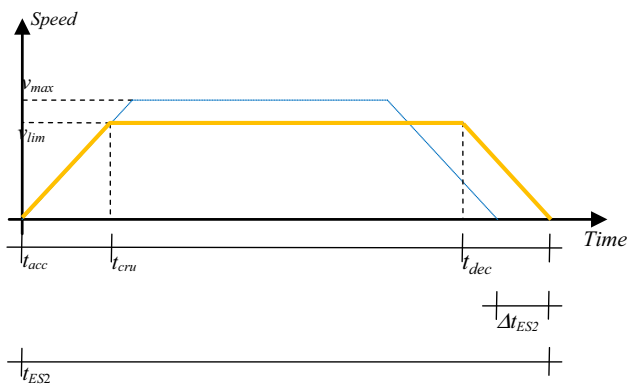 Speed
vmax
vlim
Time
tacc
tcru
tdec
ΔtES2
tES2